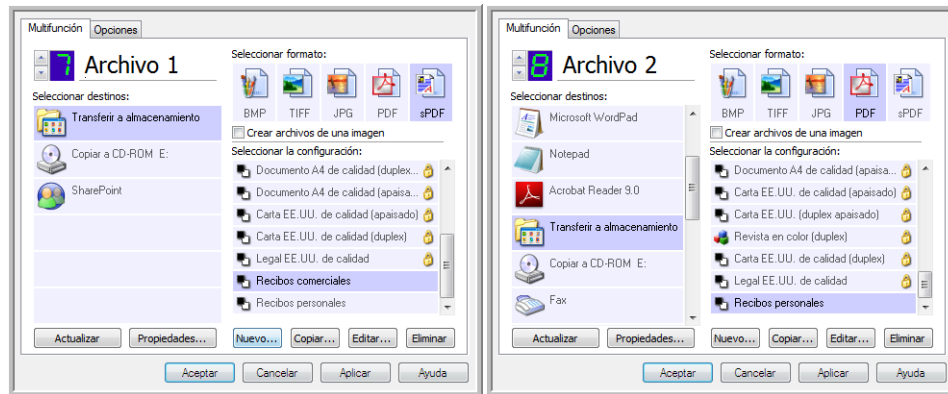 Multifunción Opciones
7 Archivo 1
Seleccionar destinos:
Transferir a almacenamiento
Copiar a CD-ROM E:
SharePoint
Actualizar Propiedades...
Seleccionar formato:
BMP TIFF JPG PDF sPDF
Crear archivos de una imagen
Seleccionar la configuración:
Documento A4 de calidad (duplex...
Documento A4 de calidad (apaisa...
Carta EE.UU. de calidad (apaisado)
Carta EE.UU. de calidad (duplex)
Legal EE.UU. de calidad
Recibos comerciales
Recibos personales
Nuevo... Copiar... Editar... Eliminar
Aceptar Cancelar Aplicar Ayuda
Multifunción Opciones
8 Archivo 2
Seleccionar destinos:
Microsoft WordPad
Notepad
Acrobat Reader 9.0
Transferir a almacenamiento
Copiar a CD-ROM E:
Fax
Actualizar Propiedades...
Seleccionar formato:
BMP TIFF JPG PDF sPDF
Crear archivos de una imagen
Seleccionar la configuración:
Documento A4 de calidad (apaisa...
Carta EE.UU. de calidad (apaisado)
Carta EE.UU. (duplex apaisado)
Revista en color (duplex)
Carta EE.UU. de calidad (duplex)
Legal EE.UU. de calidad
Recibos personales
Nuevo... Copiar... Editar... Eliminar
Aceptar Cancelar Aplicar Ayuda